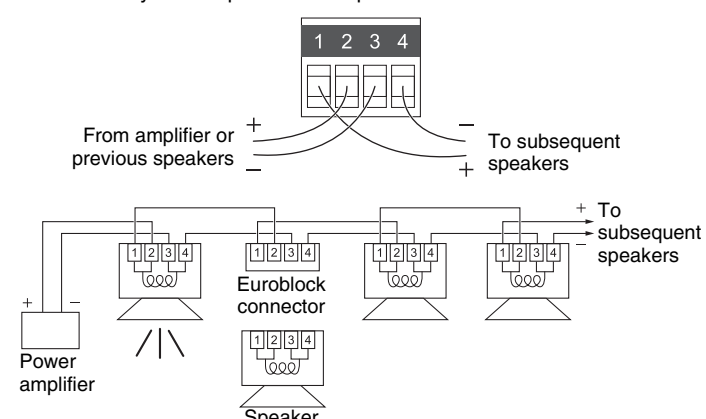 1 2 3 4
+
From amplifier or
previous speakers
−
−
To subsequent
speakers
+
+ To
subsequent
speakers
−
1 2 3 4
1 2 3 4
1 2 3 4
1 2 3 4
Euroblock
connector
+ −
Power
amplifier
1 2 3 4
Speaker